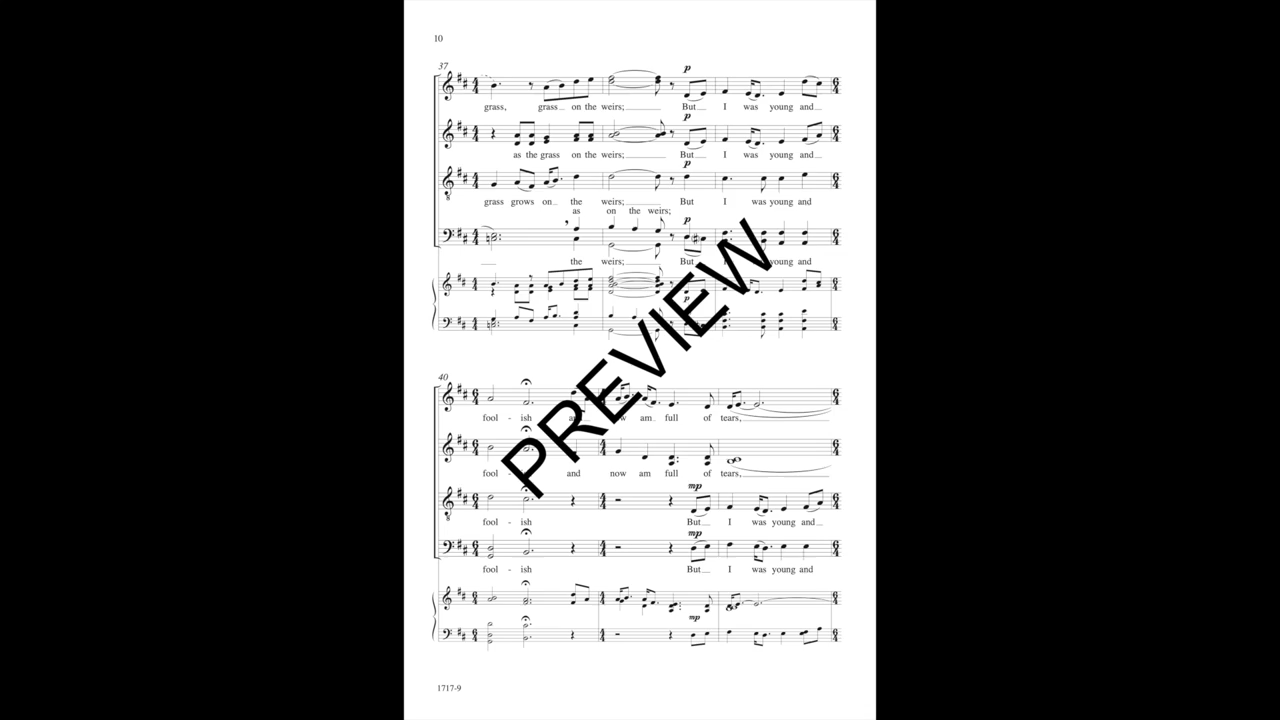 10
37
p
grass, grass on the weirs; But I was young and
p
as the grass on the weirs; But I was young and
p
grass grows on the weirs; But I was young and
as on the weirs;
p
the weirs; But young and
p
PREVIEW
40
fool - ish now am full of tears,
fool - and now am full of tears,
mp
fool - ish But I was young and
mp
fool - ish But I was young and
mp
1717-9